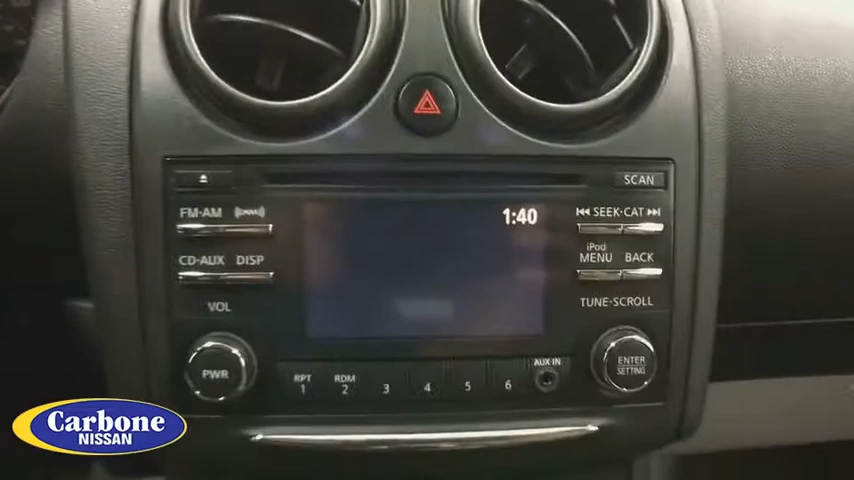 SCAN
FM·AM ((SXM))
1:40
SEEK·CAT
CD·AUX DISP
iPod
MENU BACK
VOL
TUNE·SCROLL
PWR
ENTER
SETTING
RPT RDM AUX IN
1 2 3 4 5 6
Carbone
NISSAN